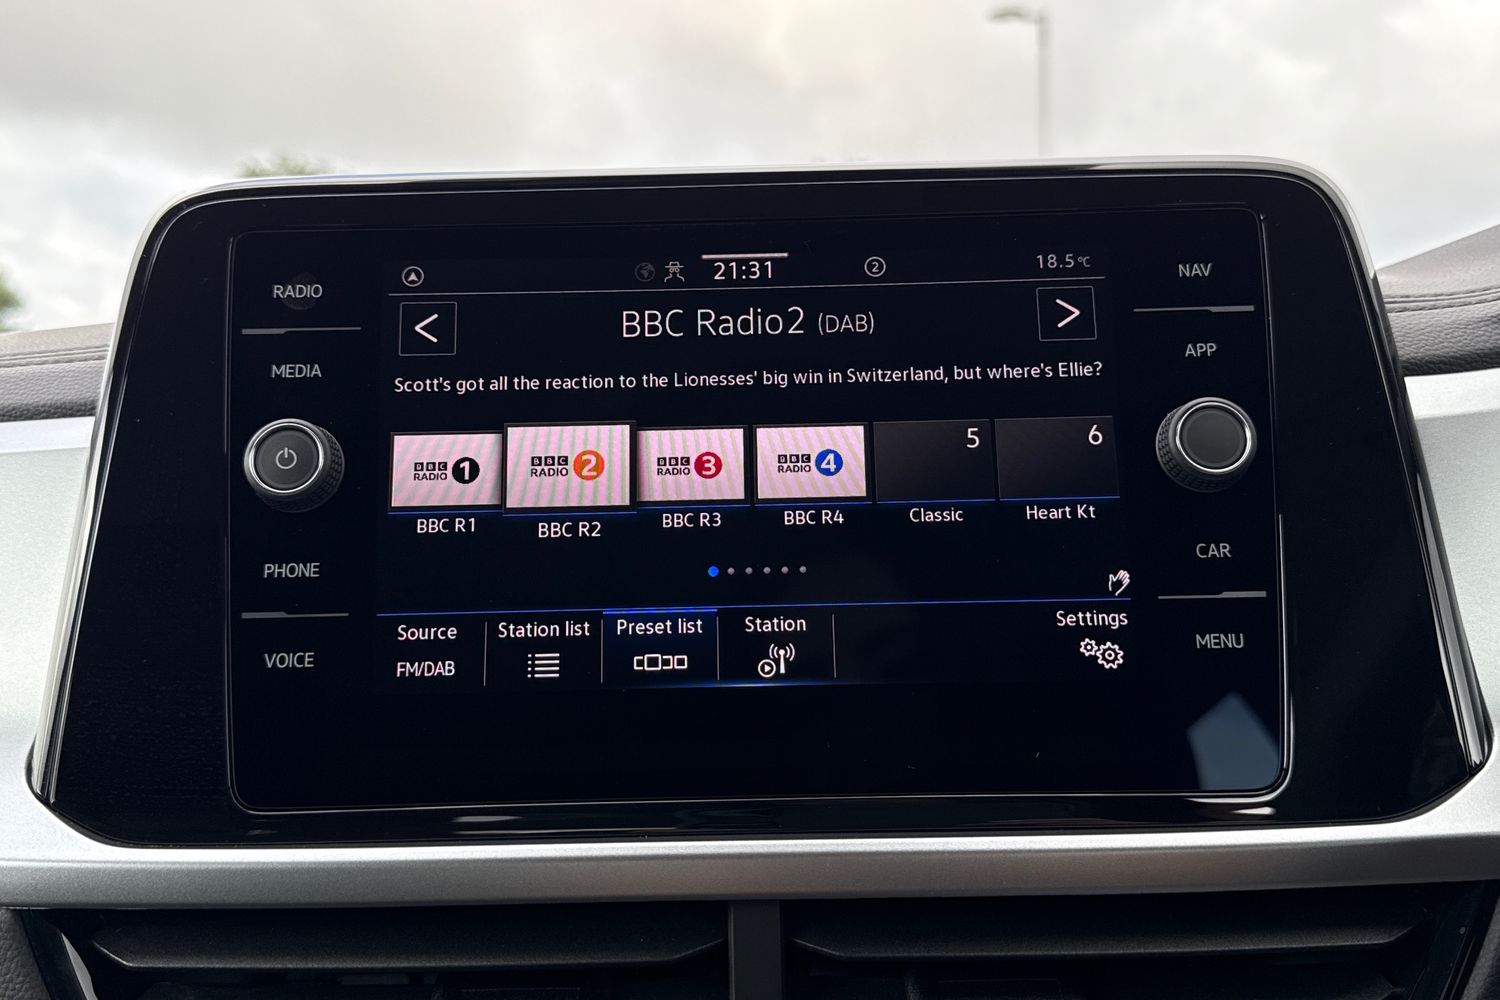 RADIO
MEDIA
PHONE
VOICE
21:31
2
18.5°C
<
BBC Radio2 (DAB)
>
Scott's got all the reaction to the Lionesses' big win in Switzerland, but where's Ellie?
BBC RADIO 1
BBC RADIO 2
BBC RADIO 3
BBC RADIO 4
5
6
BBC R1
BBC R2
BBC R3
BBC R4
Classic
Heart Kt
Source
FM/DAB
Station list
Preset list
Station
Settings
NAV
APP
CAR
MENU